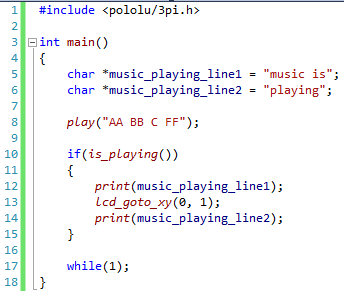 1 #include <pololu/3pi.h>
2
3 int main()
4 {
5 char *music_playing_line1 = "music is";
6 char *music_playing_line2 = "playing";
7
8 play("AA BB C FF");
9
10 if(is_playing())
11 {
12 print(music_playing_line1);
13 lcd_goto_xy(0, 1);
14 print(music_playing_line2);
15 }
16
17 while(1);
18 }